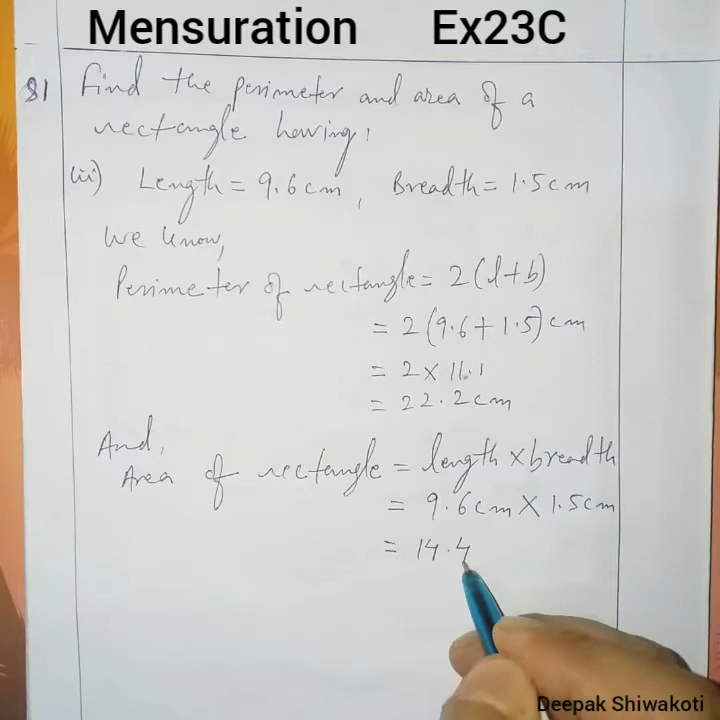 Mensuration Ex23C
Q1 Find the perimeter and area of a
rectangle having:
(iii) Length = 9.6 cm, Breadth = 1.5 cm
We know,
Perimeter of rectangle = 2(l+b)
= 2(9.6+1.5) cm
= 2 × 11.1
= 22.2 cm
And,
Area of rectangle = length × breadth
= 9.6 cm × 1.5 cm
= 14.4
Deepak Shiwakoti